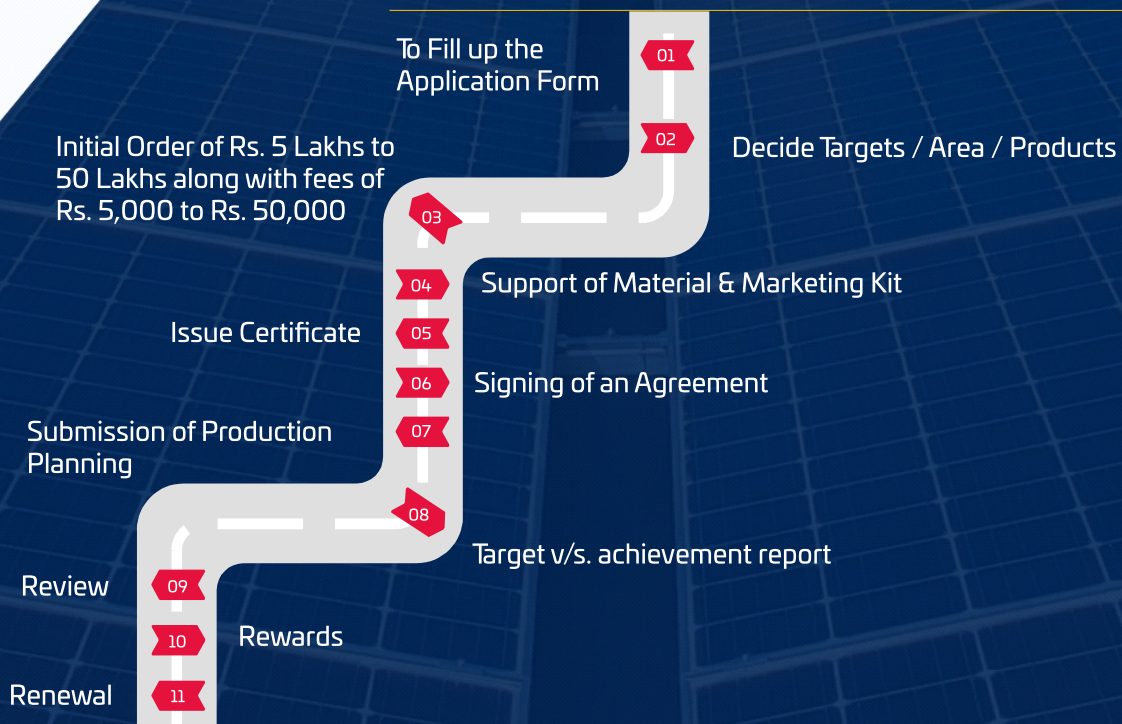 To Fill up the
Application Form
01
02
Decide Targets / Area / Products
Initial Order of Rs. 5 Lakhs to
50 Lakhs along with fees of
Rs. 5,000 to Rs. 50,000
03
04
Support of Material & Marketing Kit
Issue Certificate
05
06
Signing of an Agreement
Submission of Production
Planning
07
08
Target v/s. achievement report
Review
09
10
Rewards
Renewal
11